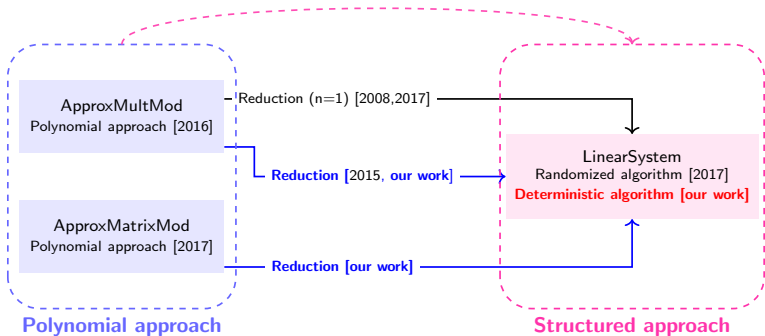 ApproxMultMod
Polynomial approach [2016]
Reduction (n=1) [2008,2017]
Reduction [2015, our work]
LinearSystem
Randomized algorithm [2017]
Deterministic algorithm [our work]
ApproxMatrixMod
Polynomial approach [2017]
Reduction [our work]
Polynomial approach
Structured approach